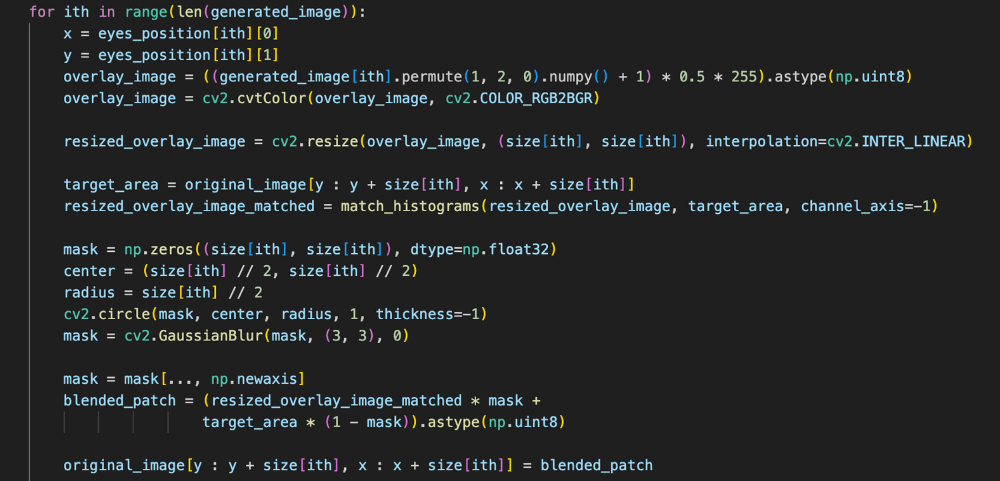 for ith in range(len(generated_image)):
    x = eyes_position[ith][0]
    y = eyes_position[ith][1]
    overlay_image = ((generated_image[ith].permute(1, 2, 0).numpy() + 1) * 0.5 * 255).astype(np.uint8)
    overlay_image = cv2.cvtColor(overlay_image, cv2.COLOR_RGB2BGR)

    resized_overlay_image = cv2.resize(overlay_image, (size[ith], size[ith]), interpolation=cv2.INTER_LINEAR)

    target_area = original_image[y : y + size[ith], x : x + size[ith]]
    resized_overlay_image_matched = match_histograms(resized_overlay_image, target_area, channel_axis=-1)

    mask = np.zeros((size[ith], size[ith]), dtype=np.float32)
    center = (size[ith] // 2, size[ith] // 2)
    radius = size[ith] // 2
    cv2.circle(mask, center, radius, 1, thickness=-1)
    mask = cv2.GaussianBlur(mask, (3, 3), 0)

    mask = mask[..., np.newaxis]
    blended_patch = (resized_overlay_image_matched * mask +
                    target_area * (1 - mask)).astype(np.uint8)

    original_image[y : y + size[ith], x : x + size[ith]] = blended_patch